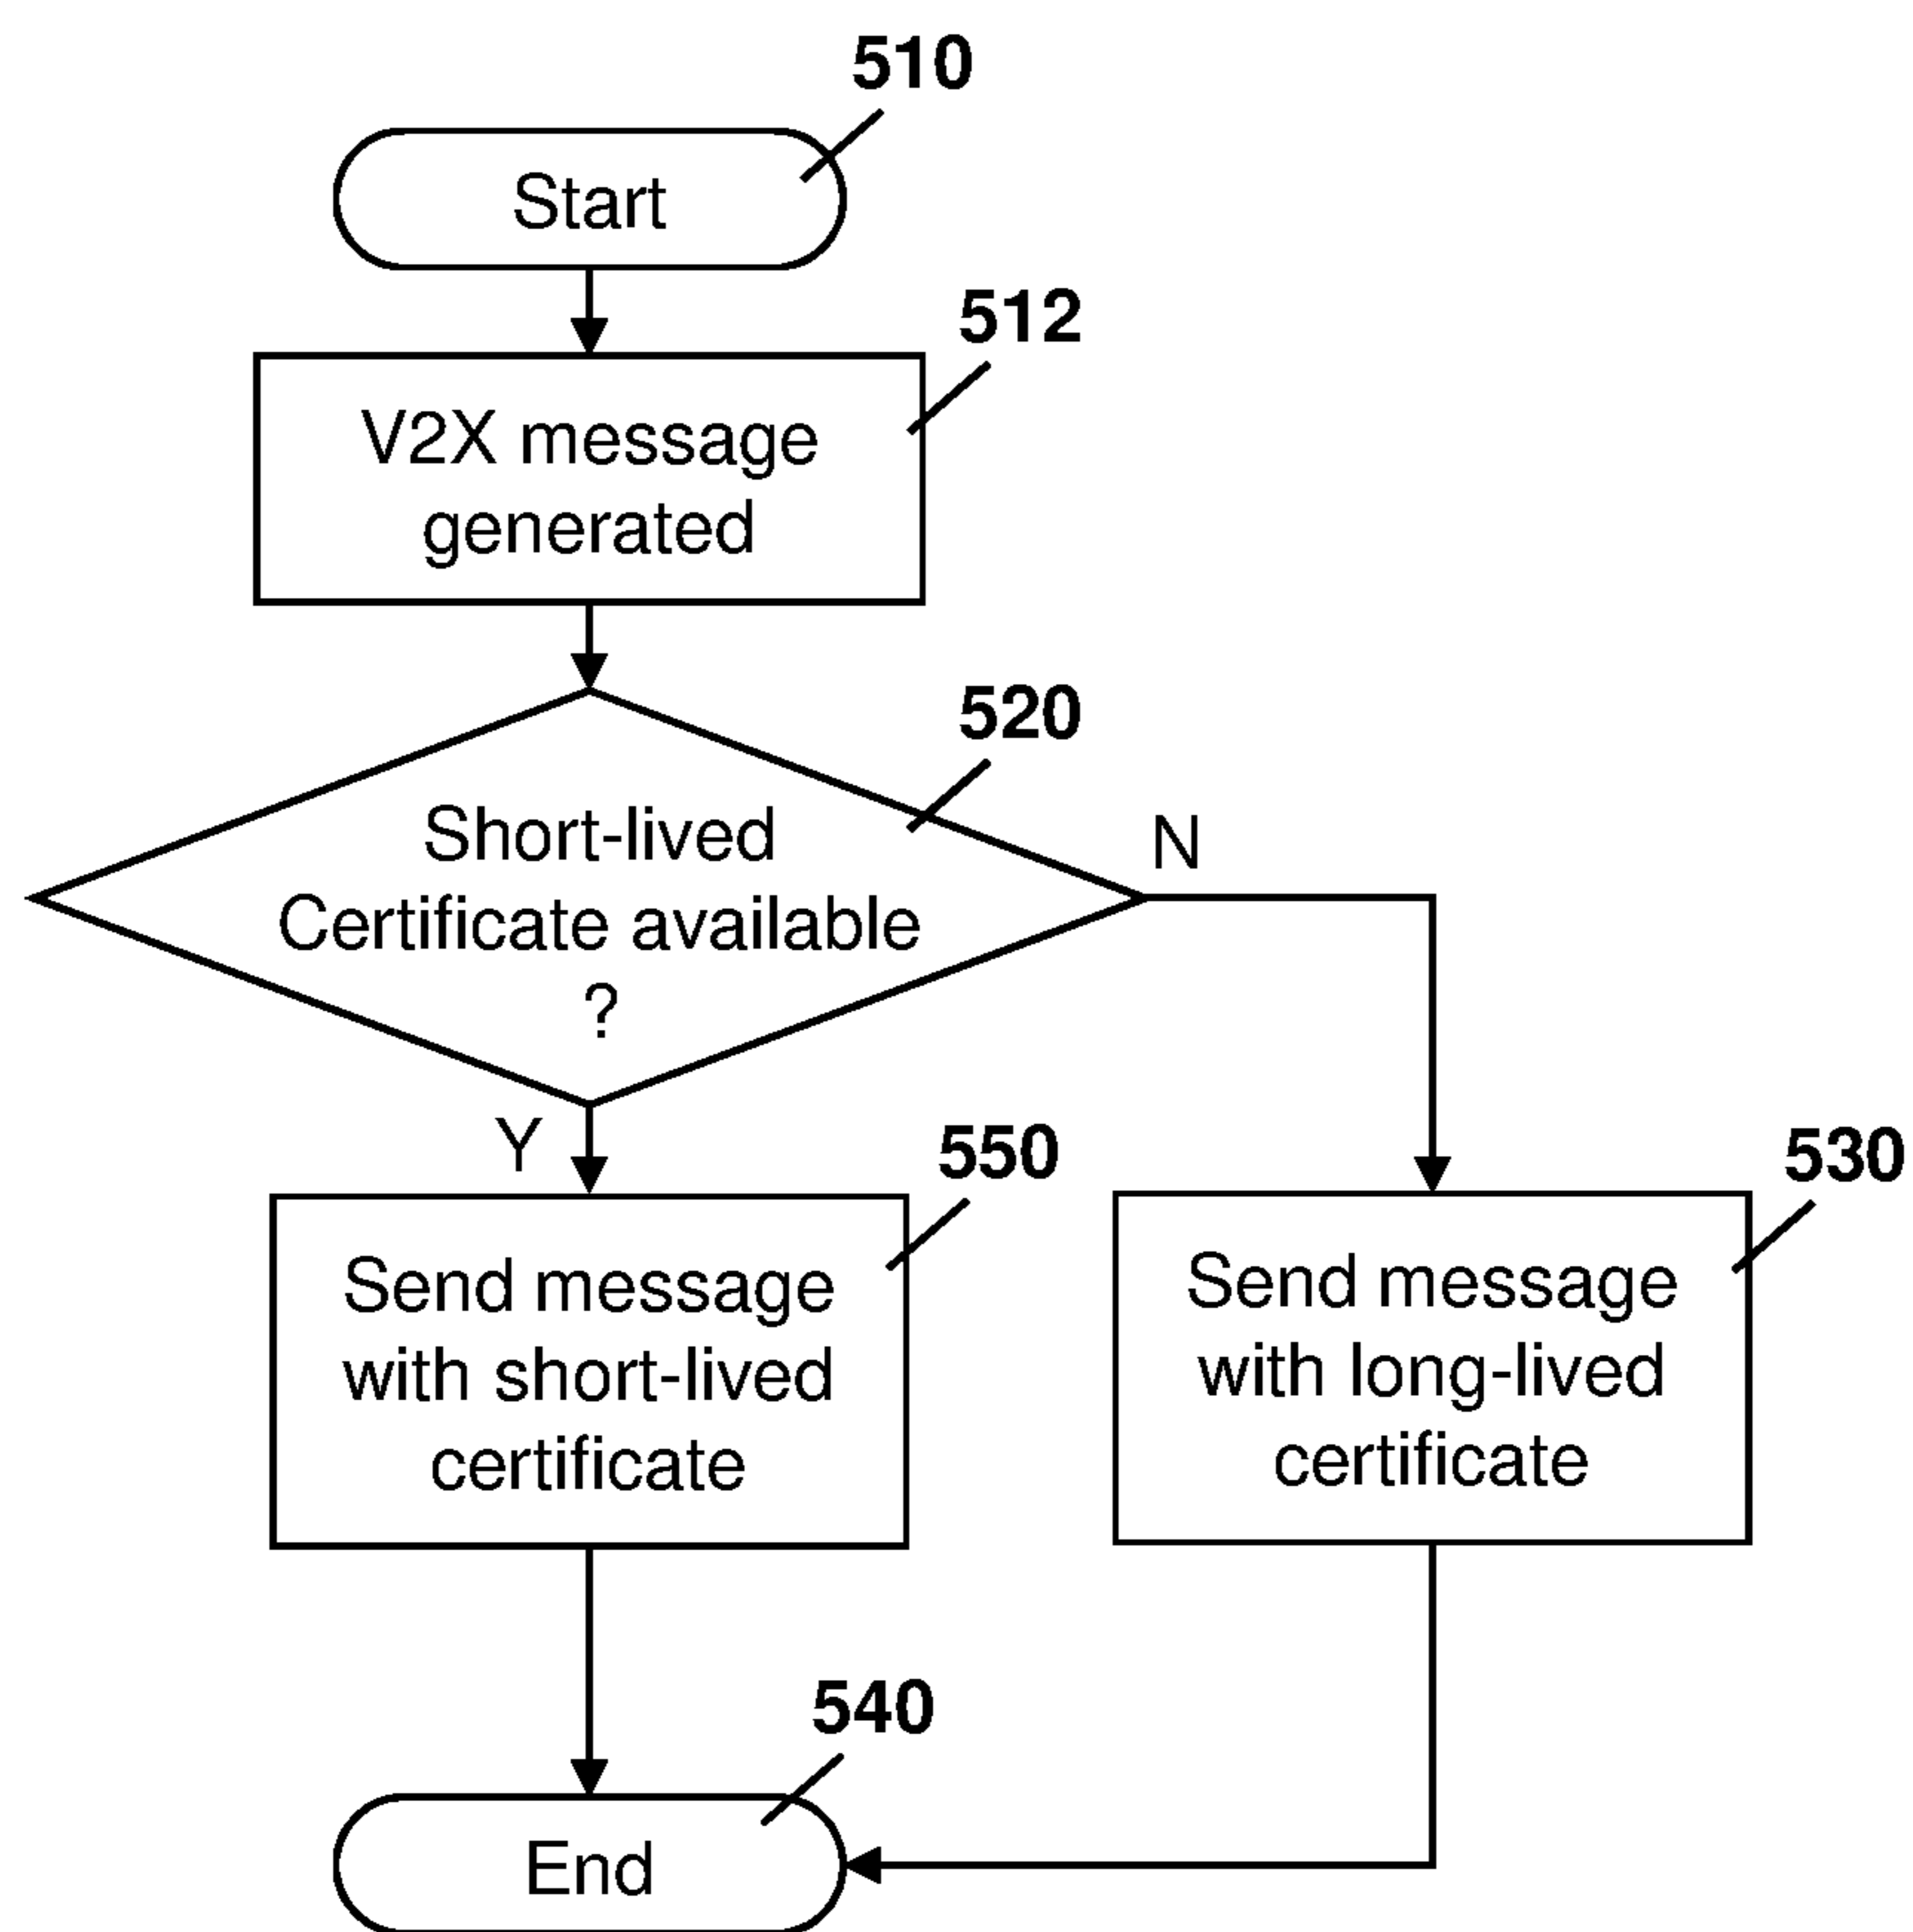 510
Start
512
V2X message
generated
520
Short-lived
Certificate available
?
N
Y
550
530
Send message
with short-lived
certificate
Send message
with long-lived
certificate
540
End